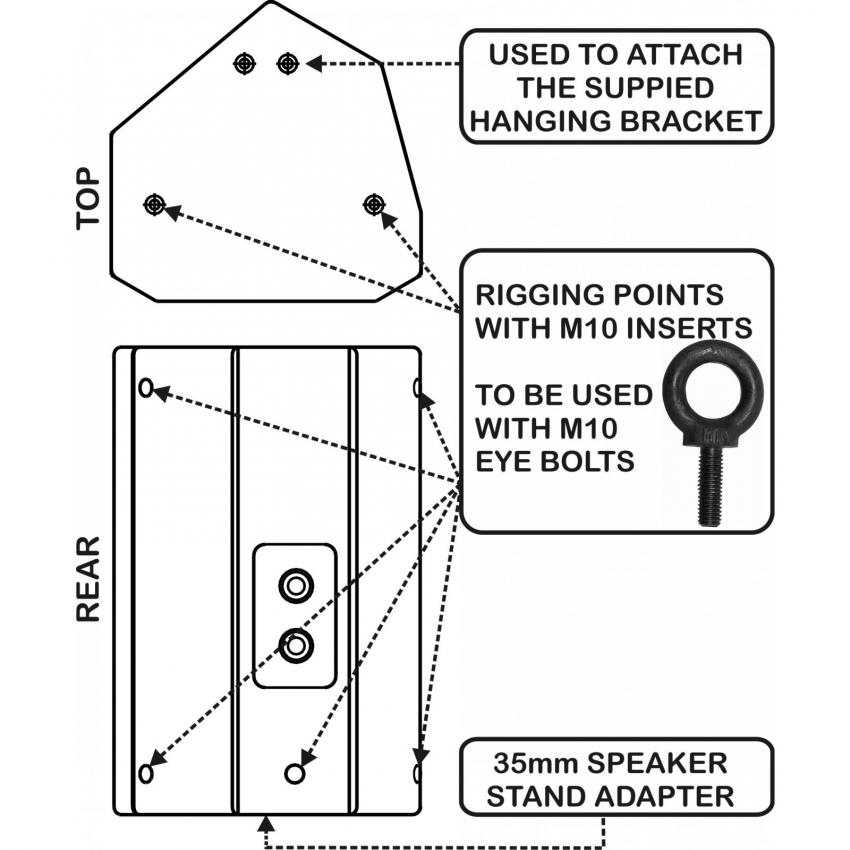 USED TO ATTACH
THE SUPPIED
HANGING BRACKET
TOP
RIGGING POINTS
WITH M10 INSERTS
TO BE USED
WITH M10
EYE BOLTS
M10
REAR
35mm SPEAKER
STAND ADAPTER